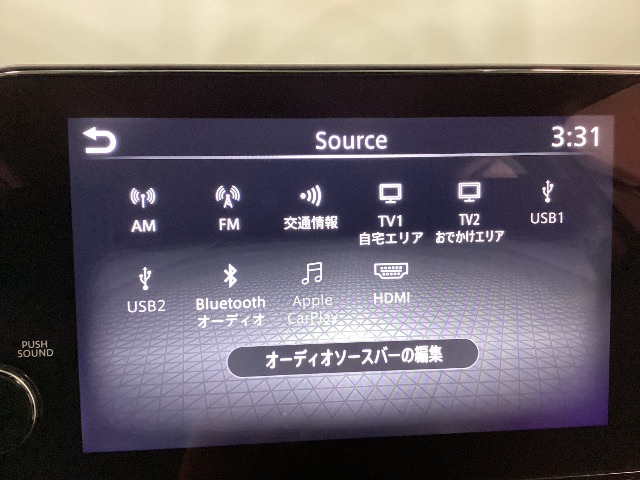 Source
3:31
AM
FM
交通情報
TV1
自宅エリア
TV2
おでかけエリア
USB1
USB2
Bluetooth
オーディオ
Apple
CarPlay
HDMI
オーディオソースバーの編集
PUSH
SOUND